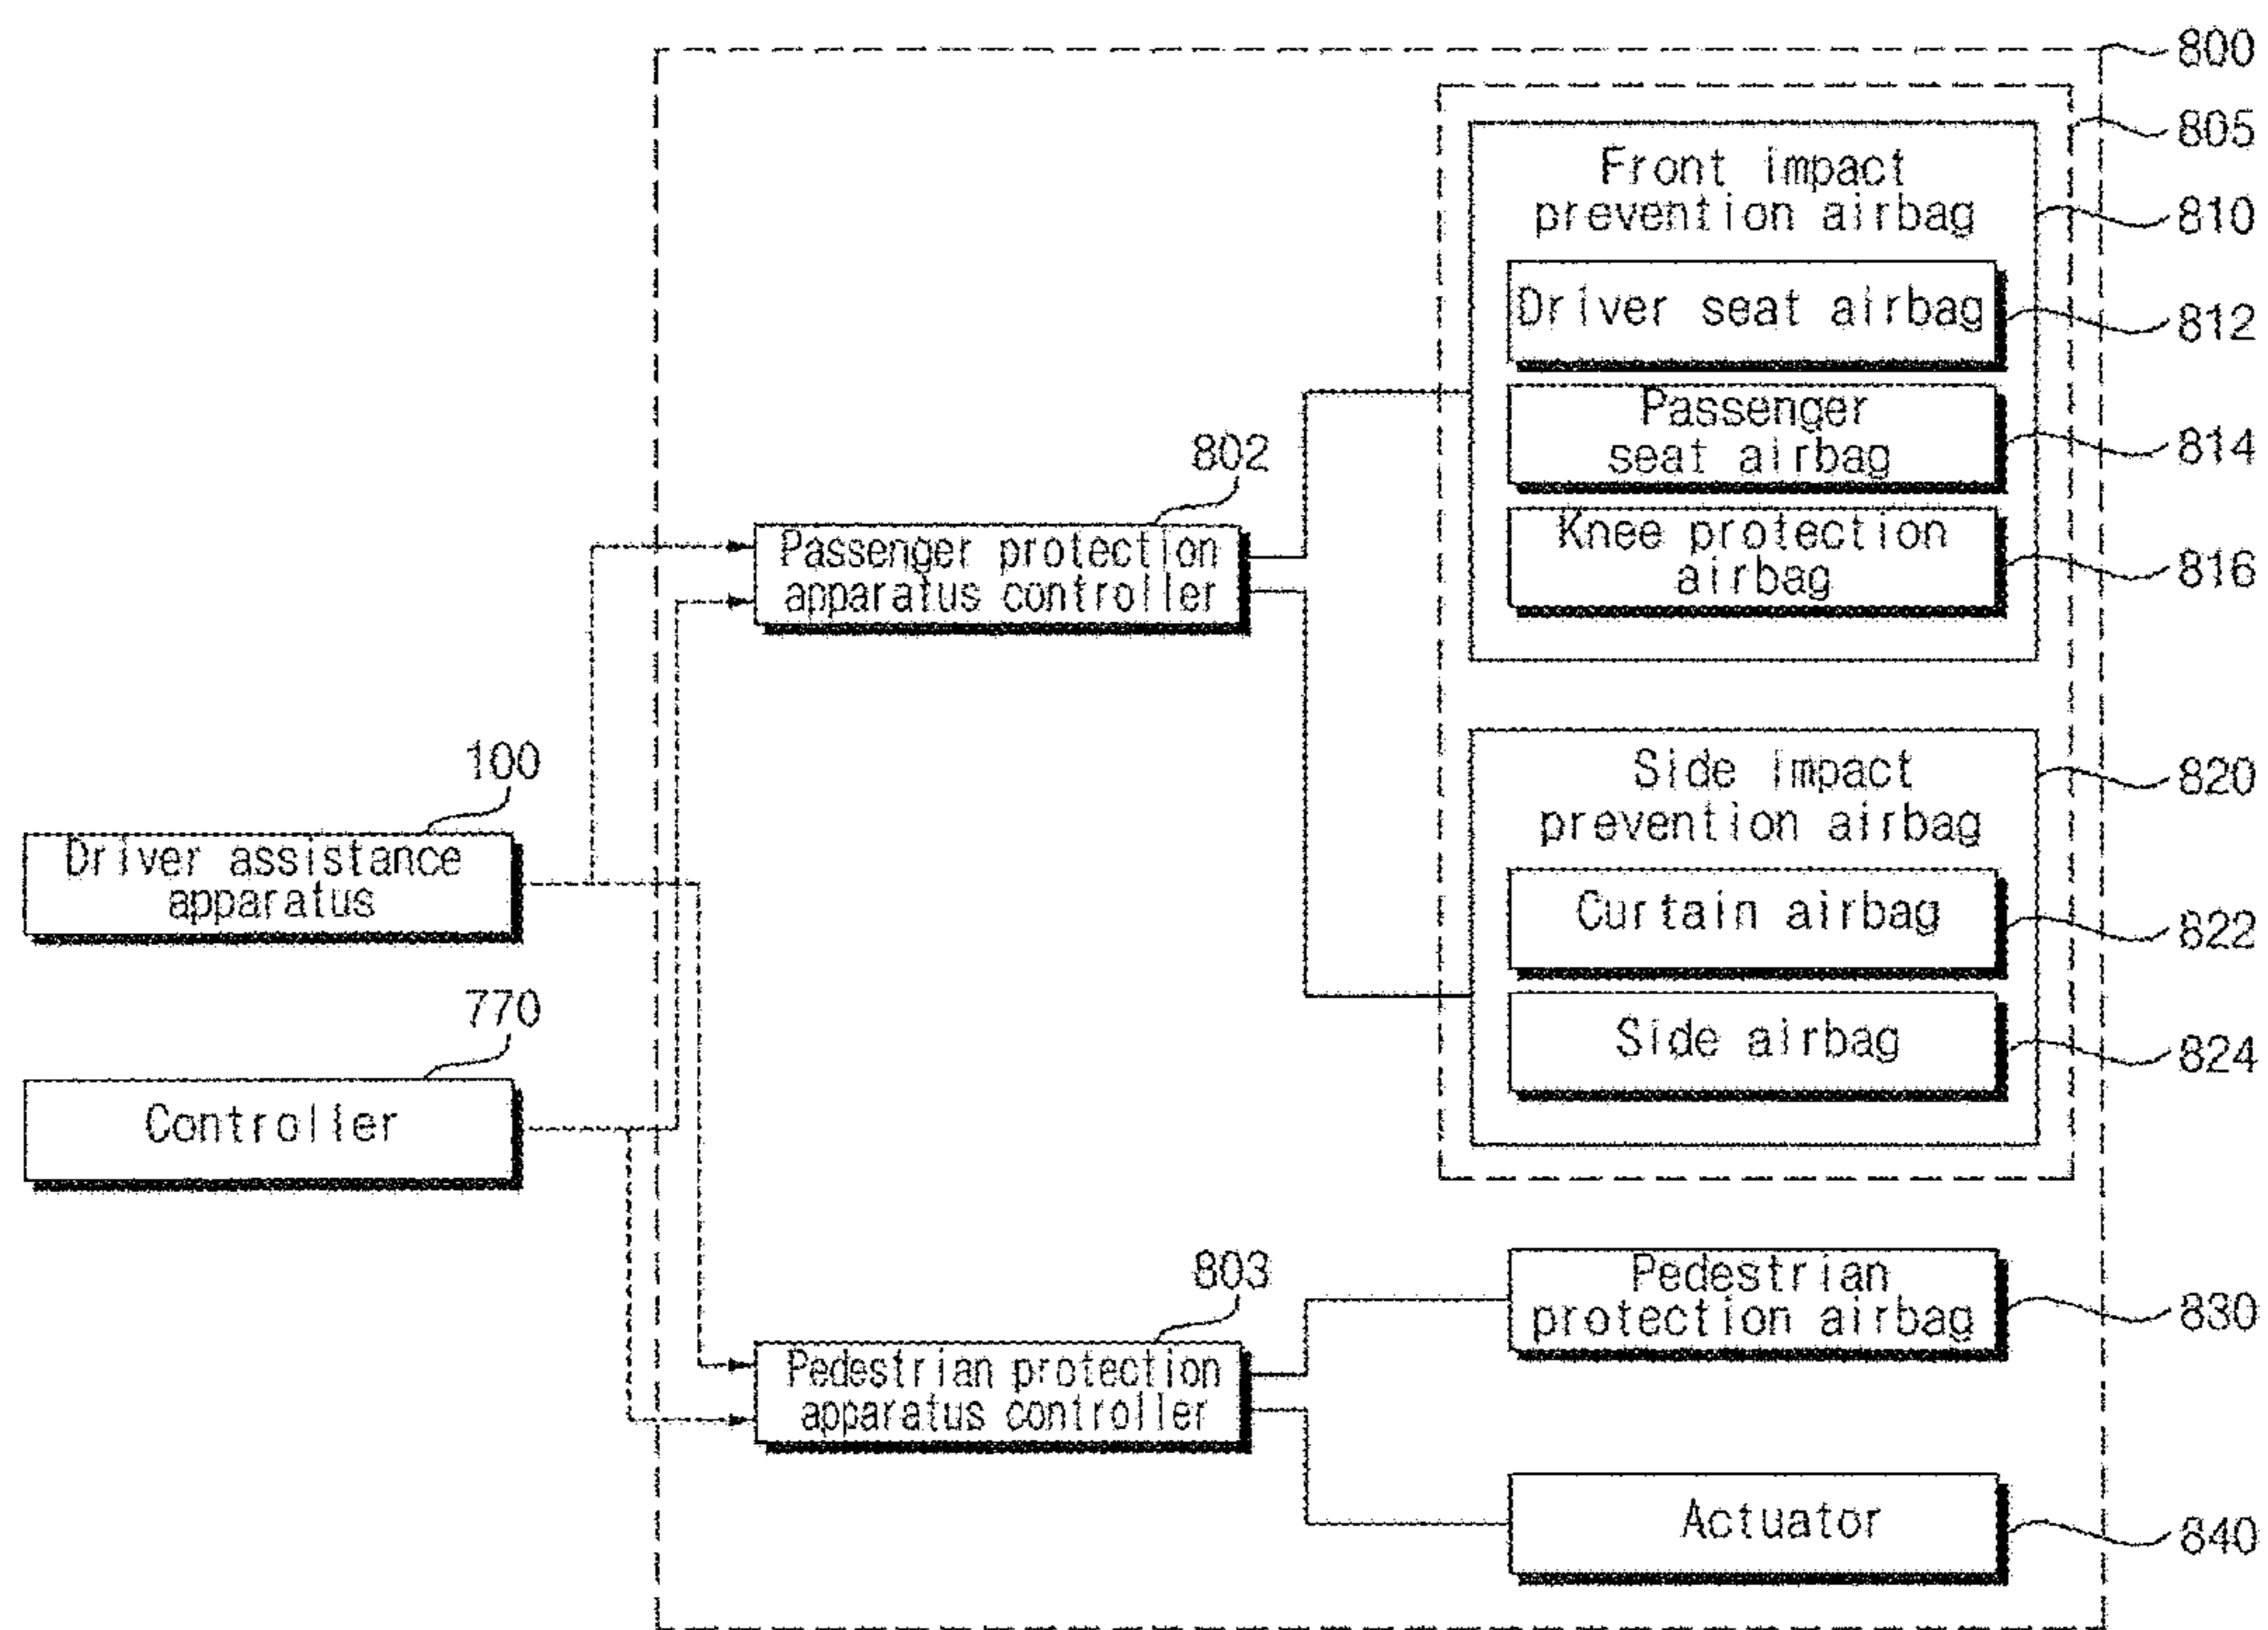 800
805
Front impact
prevention airbag
810
Driver seat airbag
812
Passenger
seat airbag
814
802
Knee protection
airbag
816
Passenger protection
apparatus controller
Side impact
prevention airbag
820
100
Driver assistance
apparatus
Curtain airbag
822
770
Side airbag
824
Controller
803
Pedestrian
protection airbag
830
Pedestrian protection
apparatus controller
Actuator
840